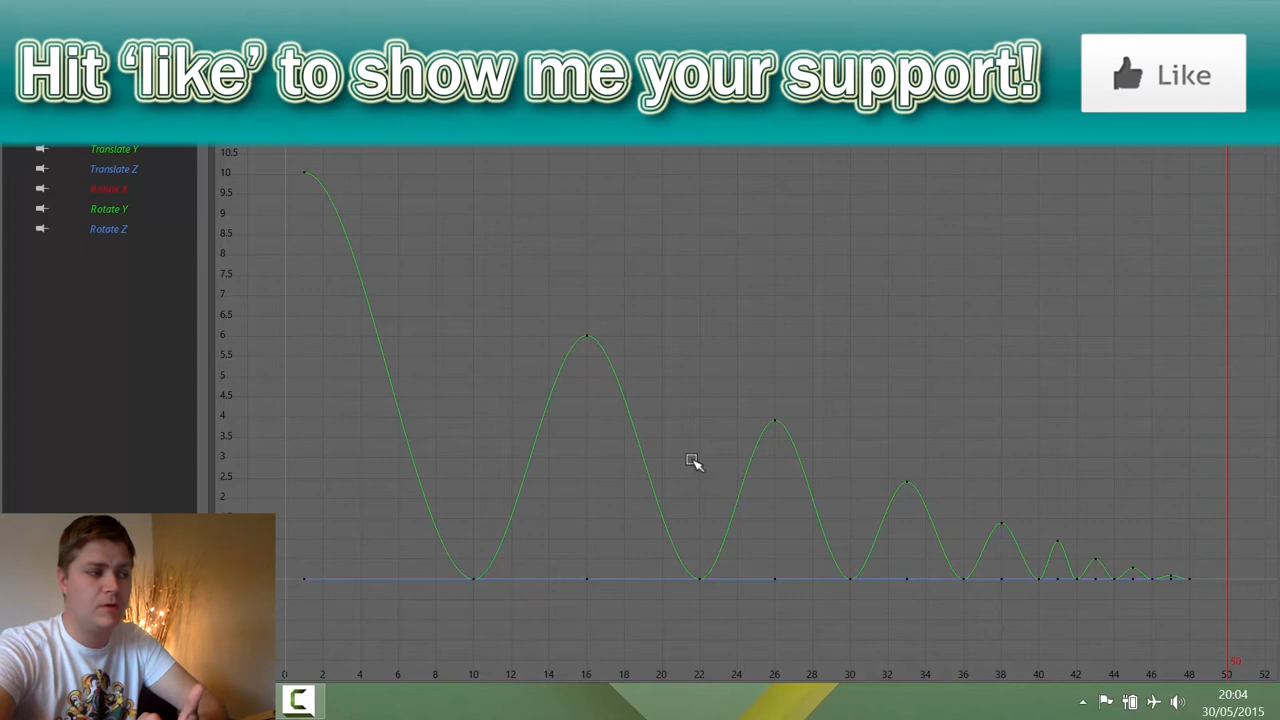 Hit ‘like’ to show me your support!
Like
Translate Y
Translate Z
Rotate X
Rotate Y
Rotate Z
10.5
10
9.5
9
8.5
8
7.5
7
6.5
6
5.5
5
4.5
4
3.5
3
2.5
2
50
0 2 4 6 8 10 12 14 16 18 20 22 24 26 28 30 32 34 36 38 40 42 44 46 48 50 52
20:04
30/05/2015